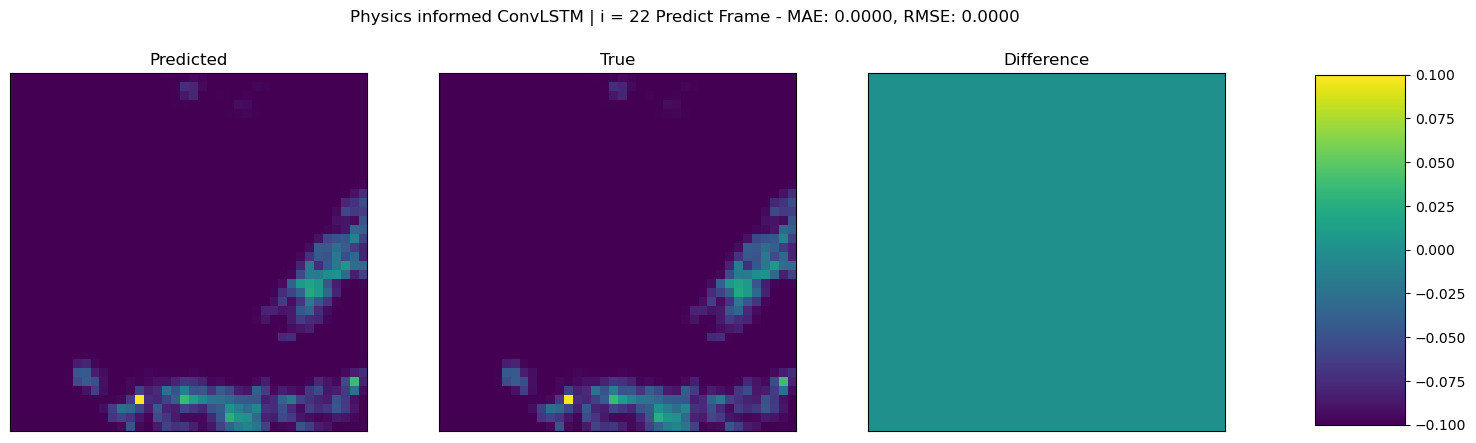 Physics informed ConvLSTM | i = 22 Predict Frame - MAE: 0.0000, RMSE: 0.0000
Predicted
True
Difference
0.100
0.075
0.050
0.025
0.000
−0.025
−0.050
−0.075
−0.100